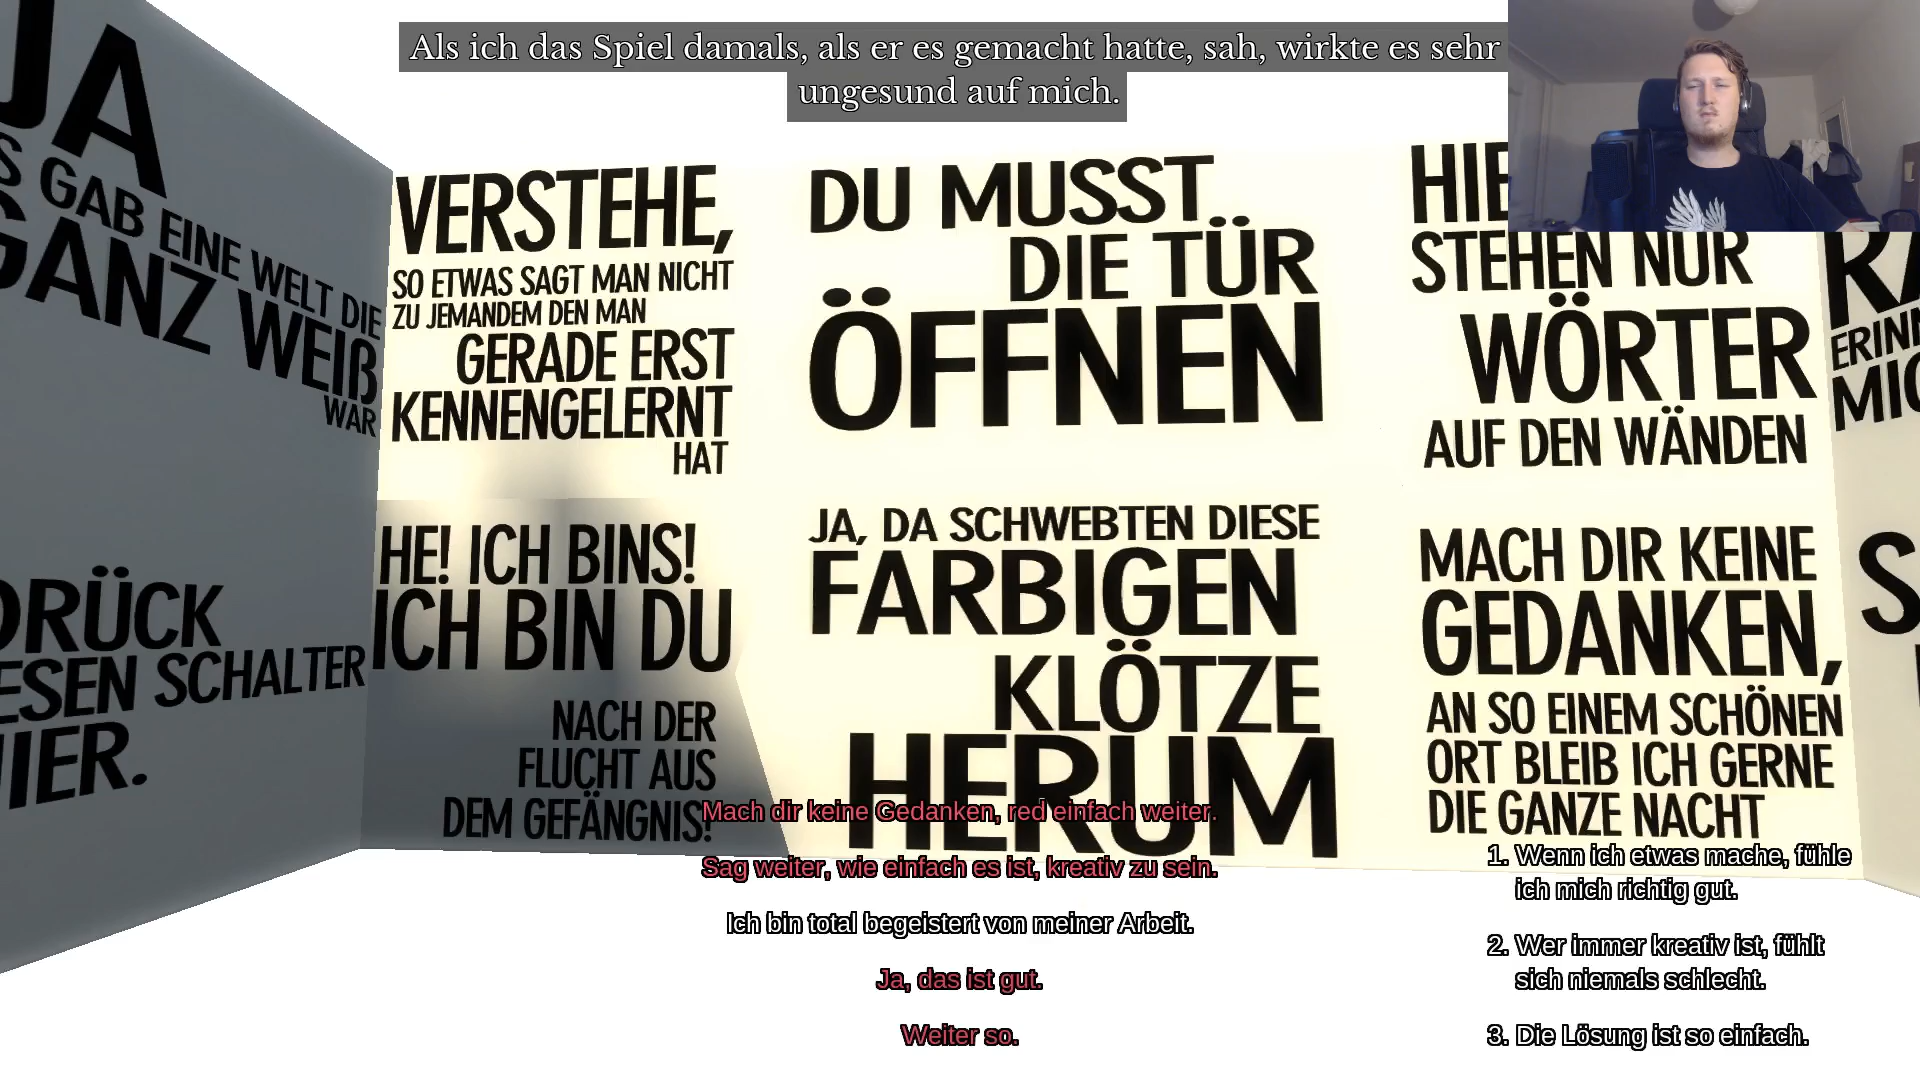 Als ich das Spiel damals, als er es gemacht hatte, sah, wirkte es sehr
ungesund auf mich.
JA
GAB EINE WELT DIE
GANZ WEIß
WAR
DRÜCK
SCHALTER
HIER.
VERSTEHE,
SO ETWAS SAGT MAN NICHT
ZU JEMANDEM DEN MAN
GERADE ERST
KENNENGELERNT
HAT
HE! ICH BINS!
ICH BIN DU
NACH DER
FLUCHT AUS
DEM GEFÄNGNIS!
DU MUSST
DIE TÜR
ÖFFNEN
JA, DA SCHWEBTEN DIESE
FARBIGEN
KLÖTZE
HERUM
STEHEN NUR
WÖRTER
AUF DEN WÄNDEN
MACH DIR KEINE
GEDANKEN,
AN SO EINEM SCHÖNEN
ORT BLEIB ICH GERNE
DIE GANZE NACHT
Mach dir keine Gedanken, red einfach weiter.
Sag weiter, wie einfach es ist, kreativ zu sein.
Ich bin total begeistert von meiner Arbeit.
Ja, das ist gut.
Weiter so.
1. Wenn ich etwas mache, fühle
ich mich richtig gut.
2. Wer immer kreativ ist, fühlt
sich niemals schlecht.
3. Die Lösung ist so einfach.